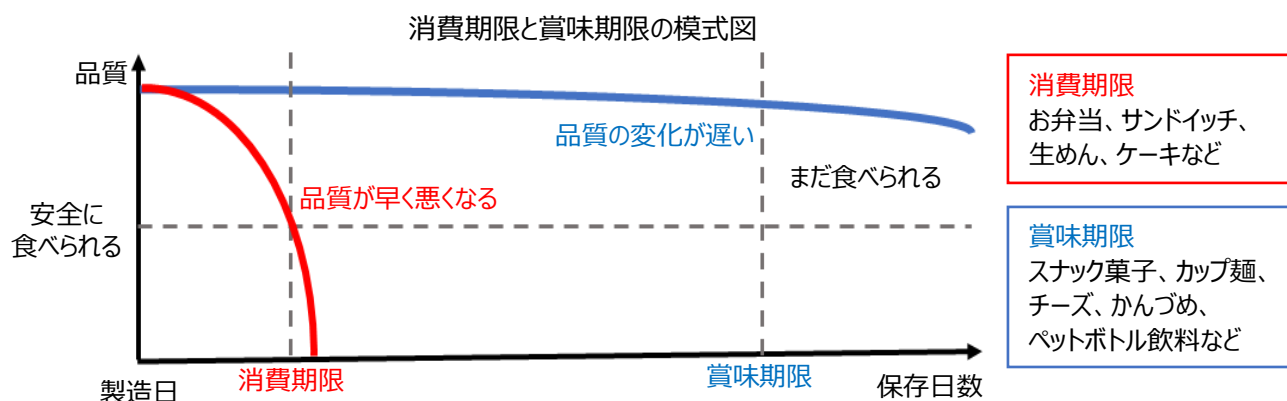 消費期限と賞味期限の模式図
品質
品質の変化が遅い
まだ食べられる
品質が早く悪くなる
安全に
食べられる
製造日
消費期限
賞味期限
保存日数
消費期限
お弁当、サンドイッチ、
生めん、ケーキなど
賞味期限
スナック菓子、カップ麺、
チーズ、かんづめ、
ペットボトル飲料など